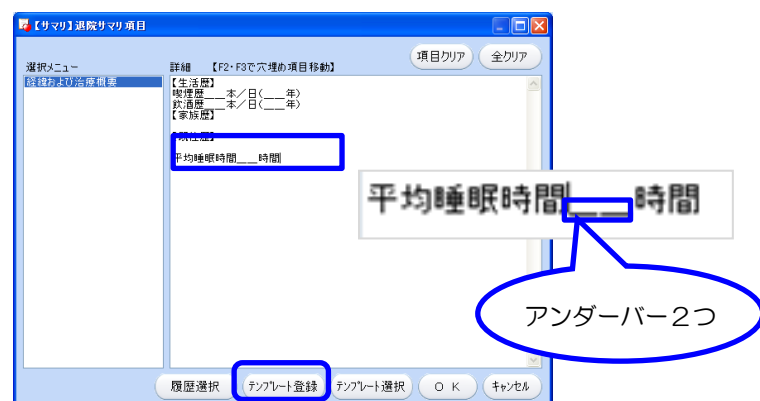 【サマリ】退院サマリ項目
選択メニュー
詳細 【F2・F3で穴埋め項目移動】
項目クリア
全クリア
経緯および治療概要
【生活歴】
喫煙歴__本/日(__年)
飲酒歴__本/日(__年)
【家族歴】
【既往歴】
平均睡眠時間__時間
平均睡眠時間__時間
アンダーバー2つ
履歴選択
テンプレート登録
テンプレート選択
OK
キャンセル